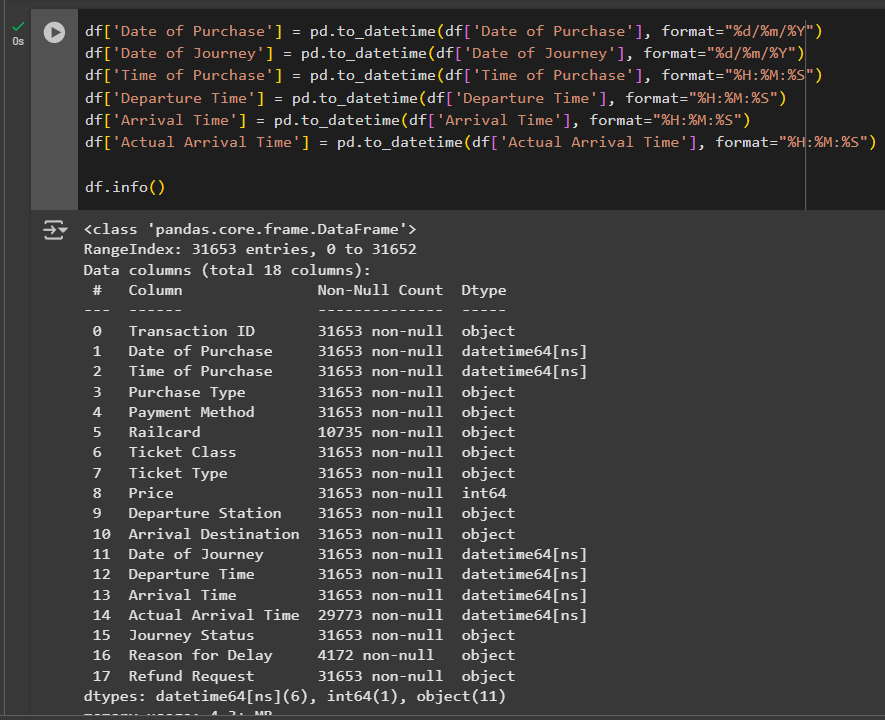 0s
df['Date of Purchase'] = pd.to_datetime(df['Date of Purchase'], format="%d/%m/%Y")
df['Date of Journey'] = pd.to_datetime(df['Date of Journey'], format="%d/%m/%Y")
df['Time of Purchase'] = pd.to_datetime(df['Time of Purchase'], format="%H:%M:%S")
df['Departure Time'] = pd.to_datetime(df['Departure Time'], format="%H:%M:%S")
df['Arrival Time'] = pd.to_datetime(df['Arrival Time'], format="%H:%M:%S")
df['Actual Arrival Time'] = pd.to_datetime(df['Actual Arrival Time'], format="%H:%M:%S")
df.info()
<class 'pandas.core.frame.DataFrame'>
RangeIndex: 31653 entries, 0 to 31652
Data columns (total 18 columns):
 #   Column               Non-Null Count  Dtype
---  ------               --------------  -----
 0   Transaction ID       31653 non-null  object
 1   Date of Purchase     31653 non-null  datetime64[ns]
 2   Time of Purchase     31653 non-null  datetime64[ns]
 3   Purchase Type        31653 non-null  object
 4   Payment Method       31653 non-null  object
 5   Railcard             10735 non-null  object
 6   Ticket Class         31653 non-null  object
 7   Ticket Type          31653 non-null  object
 8   Price                31653 non-null  int64
 9   Departure Station    31653 non-null  object
 10  Arrival Destination  31653 non-null  object
 11  Date of Journey      31653 non-null  datetime64[ns]
 12  Departure Time       31653 non-null  datetime64[ns]
 13  Arrival Time         31653 non-null  datetime64[ns]
 14  Actual Arrival Time  29773 non-null  datetime64[ns]
 15  Journey Status       31653 non-null  object
 16  Reason for Delay     4172 non-null   object
 17  Refund Request       31653 non-null  object
dtypes: datetime64[ns](6), int64(1), object(11)